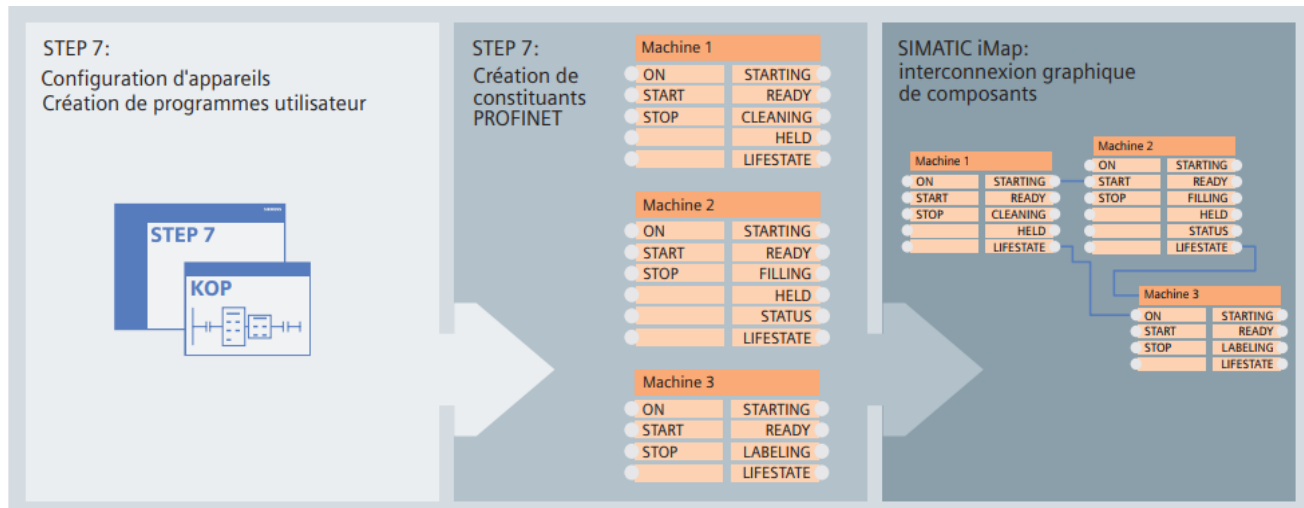 STEP 7:
Configuration d'appareils
Création de programmes utilisateur
STEP 7
KOP
STEP 7:
Création de
constituants
PROFINET
Machine 1
ON STARTING
START READY
STOP CLEANING
HELD
LIFESTATE
Machine 2
ON STARTING
START READY
STOP FILLING
HELD
STATUS
LIFESTATE
Machine 3
ON STARTING
START READY
STOP LABELING
LIFESTATE
SIMATIC iMap:
interconnexion graphique
de composants
Machine 1
ON STARTING
START READY
STOP CLEANING
HELD
LIFESTATE
Machine 2
ON STARTING
START READY
STOP FILLING
HELD
STATUS
LIFESTATE
Machine 3
ON STARTING
START READY
STOP LABELING
LIFESTATE